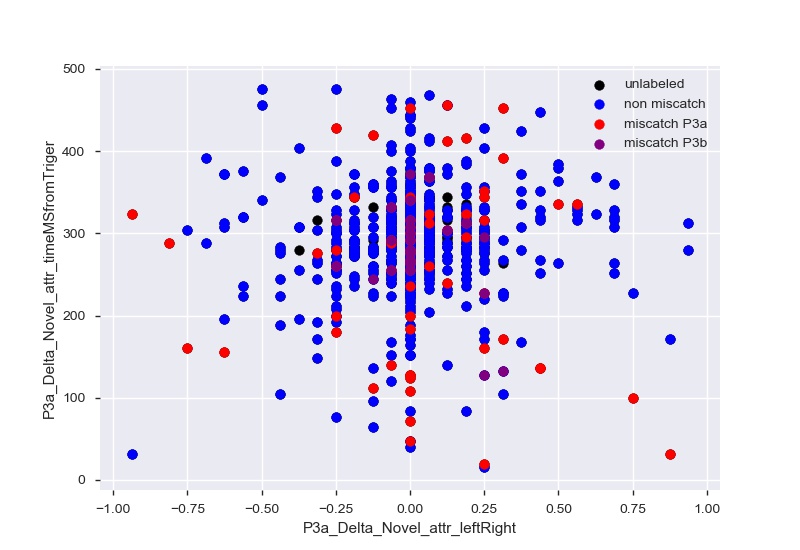 500
400
300
200
100
0
P3a_Delta_Novel_attr_timeMSfromTriger
unlabeled
non miscatch
miscatch P3a
miscatch P3b
−1.00 −0.75 −0.50 −0.25 0.00 0.25 0.50 0.75 1.00
P3a_Delta_Novel_attr_leftRight